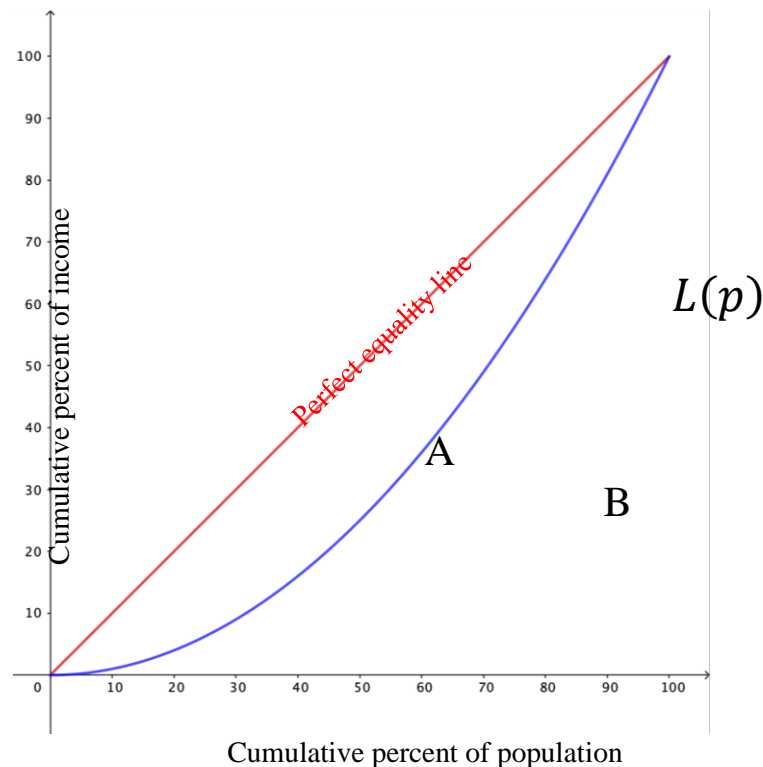 100
90
80
70
60
50
40
30
20
10
Cumulative percent of income
Perfect equality line
L(p)
A
B
0 10 20 30 40 50 60 70 80 90 100
Cumulative percent of population